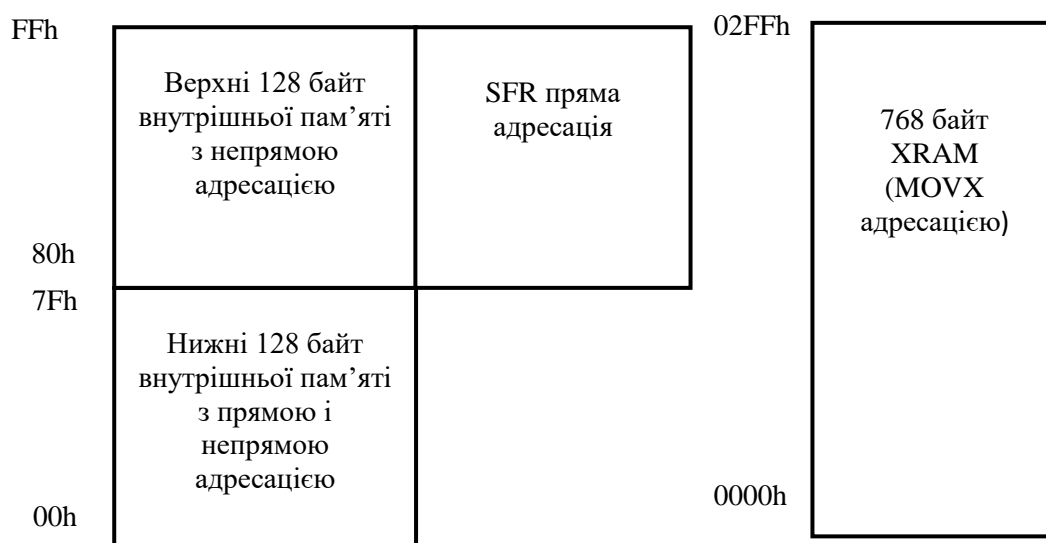 FFh
Верхні 128 байт
внутрішньої пам’яті
з непрямою
адресацією
80h
SFR пряма
адресація
7Fh
Нижні 128 байт
внутрішньої пам’яті
з прямою і
непрямою
адресацією
00h
02FFh
768 байт
XRAM
(MOVX
адресацією)
0000h